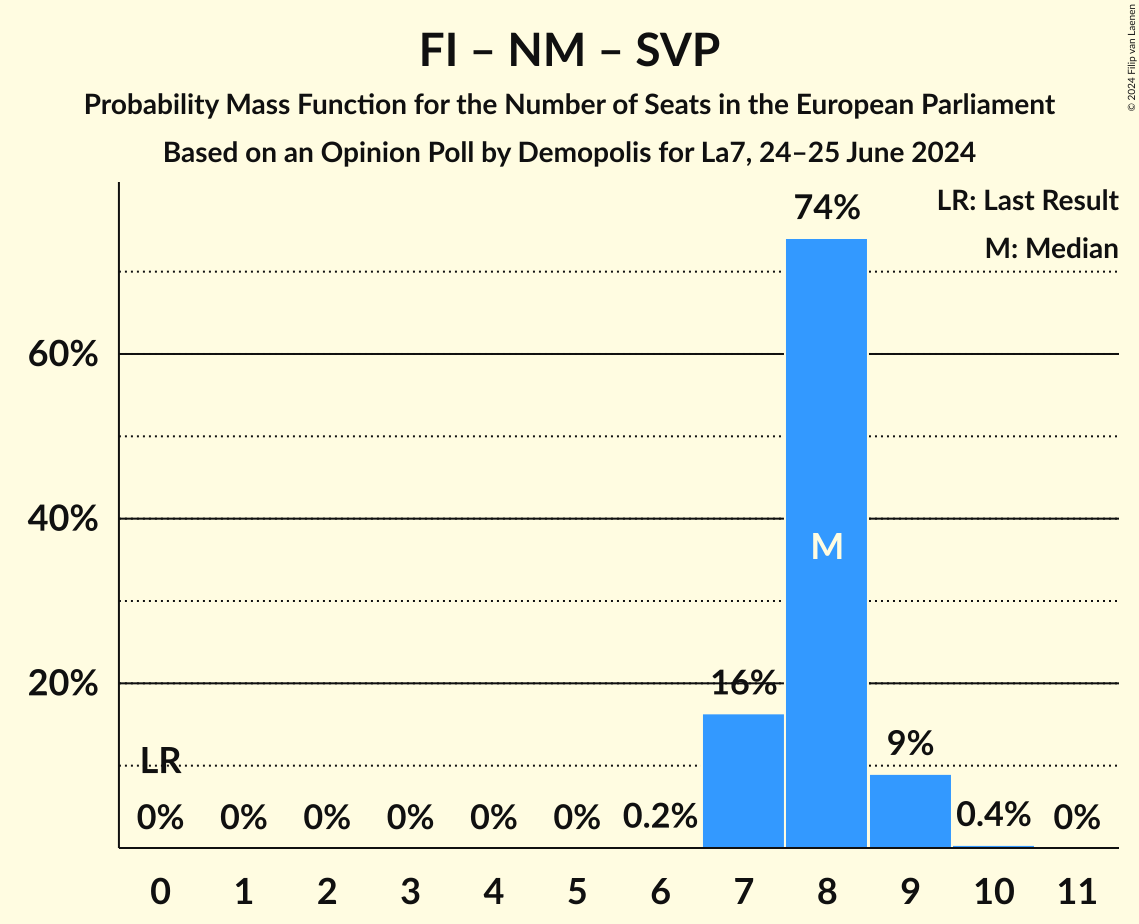 FI – NM – SVP
Probability Mass Function for the Number of Seats in the European Parliament
Based on an Opinion Poll by Demopolis for La7, 24–25 June 2024
© 2024 Filip van Laenen
LR: Last Result
M: Median
74%
60%
40%
M
20%
16%
9%
LR
0% 0% 0% 0% 0% 0% 0.2% 0.4% 0%
0 1 2 3 4 5 6 7 8 9 10 11